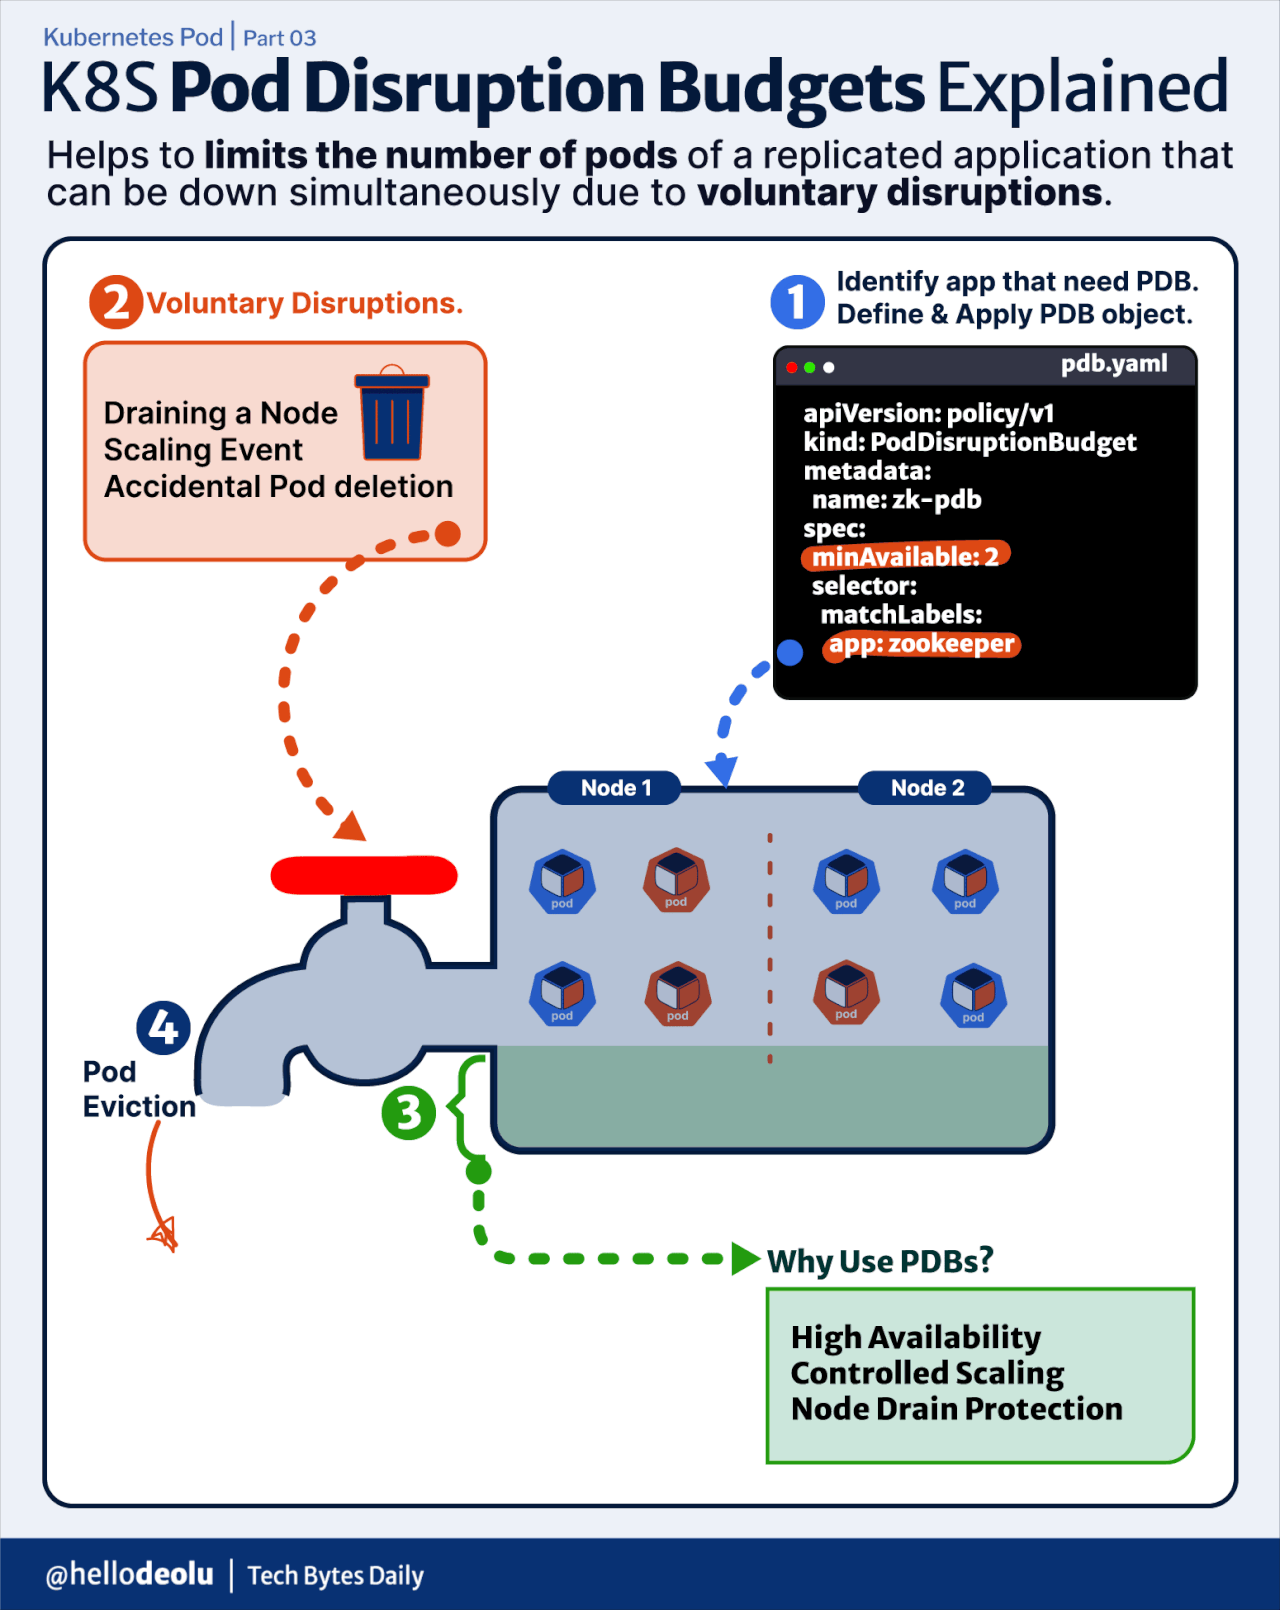 Kubernetes Pod | Part 03
K8S Pod Disruption Budgets Explained
Helps to limits the number of pods of a replicated application that
can be down simultaneously due to voluntary disruptions.
2 Voluntary Disruptions.
Draining a Node
Scaling Event
Accidental Pod deletion
1 Identify app that need PDB.
Define & Apply PDB object.
pdb.yaml
apiVersion: policy/v1
kind: PodDisruptionBudget
metadata:
name: zk-pdb
spec:
minAvailable: 2
selector:
matchLabels:
app: zookeeper
Node 1
Node 2
pod
pod
pod
pod
pod
pod
pod
pod
4
Pod
Eviction
3
Why Use PDBs?
High Availability
Controlled Scaling
Node Drain Protection
@hellodeolu | Tech Bytes Daily